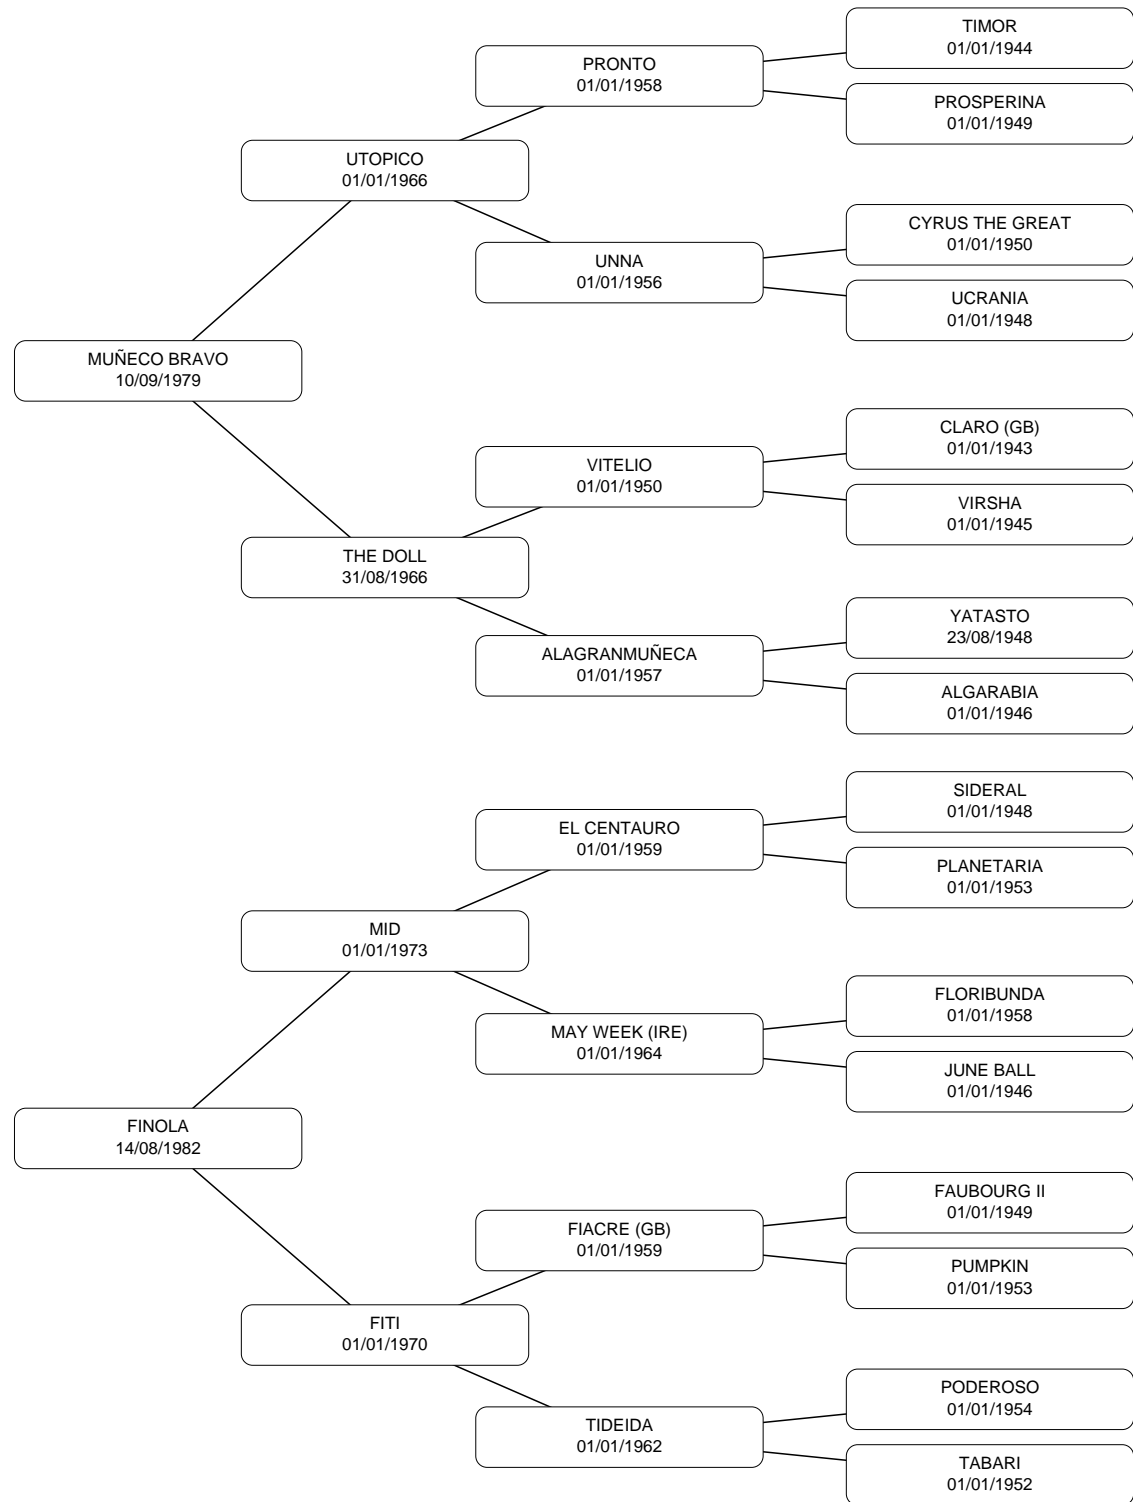 TIMOR
01/01/1944
PRONTO
01/01/1958
PROSPERINA
01/01/1949
UTOPICO
01/01/1966
CYRUS THE GREAT
01/01/1950
UNNA
01/01/1956
UCRANIA
01/01/1948
MUÑECO BRAVO
10/09/1979
CLARO (GB)
01/01/1943
VITELIO
01/01/1950
VIRSHA
01/01/1945
THE DOLL
31/08/1966
YATASTO
23/08/1948
ALAGRANMUÑECA
01/01/1957
ALGARABIA
01/01/1946
SIDERAL
01/01/1948
EL CENTAURO
01/01/1959
PLANETARIA
01/01/1953
MID
01/01/1973
FLORIBUNDA
01/01/1958
MAY WEEK (IRE)
01/01/1964
JUNE BALL
01/01/1946
FINOLA
14/08/1982
FAUBOURG II
01/01/1949
FIACRE (GB)
01/01/1959
PUMPKIN
01/01/1953
FITI
01/01/1970
PODEROSO
01/01/1954
TIDEIDA
01/01/1962
TABARI
01/01/1952